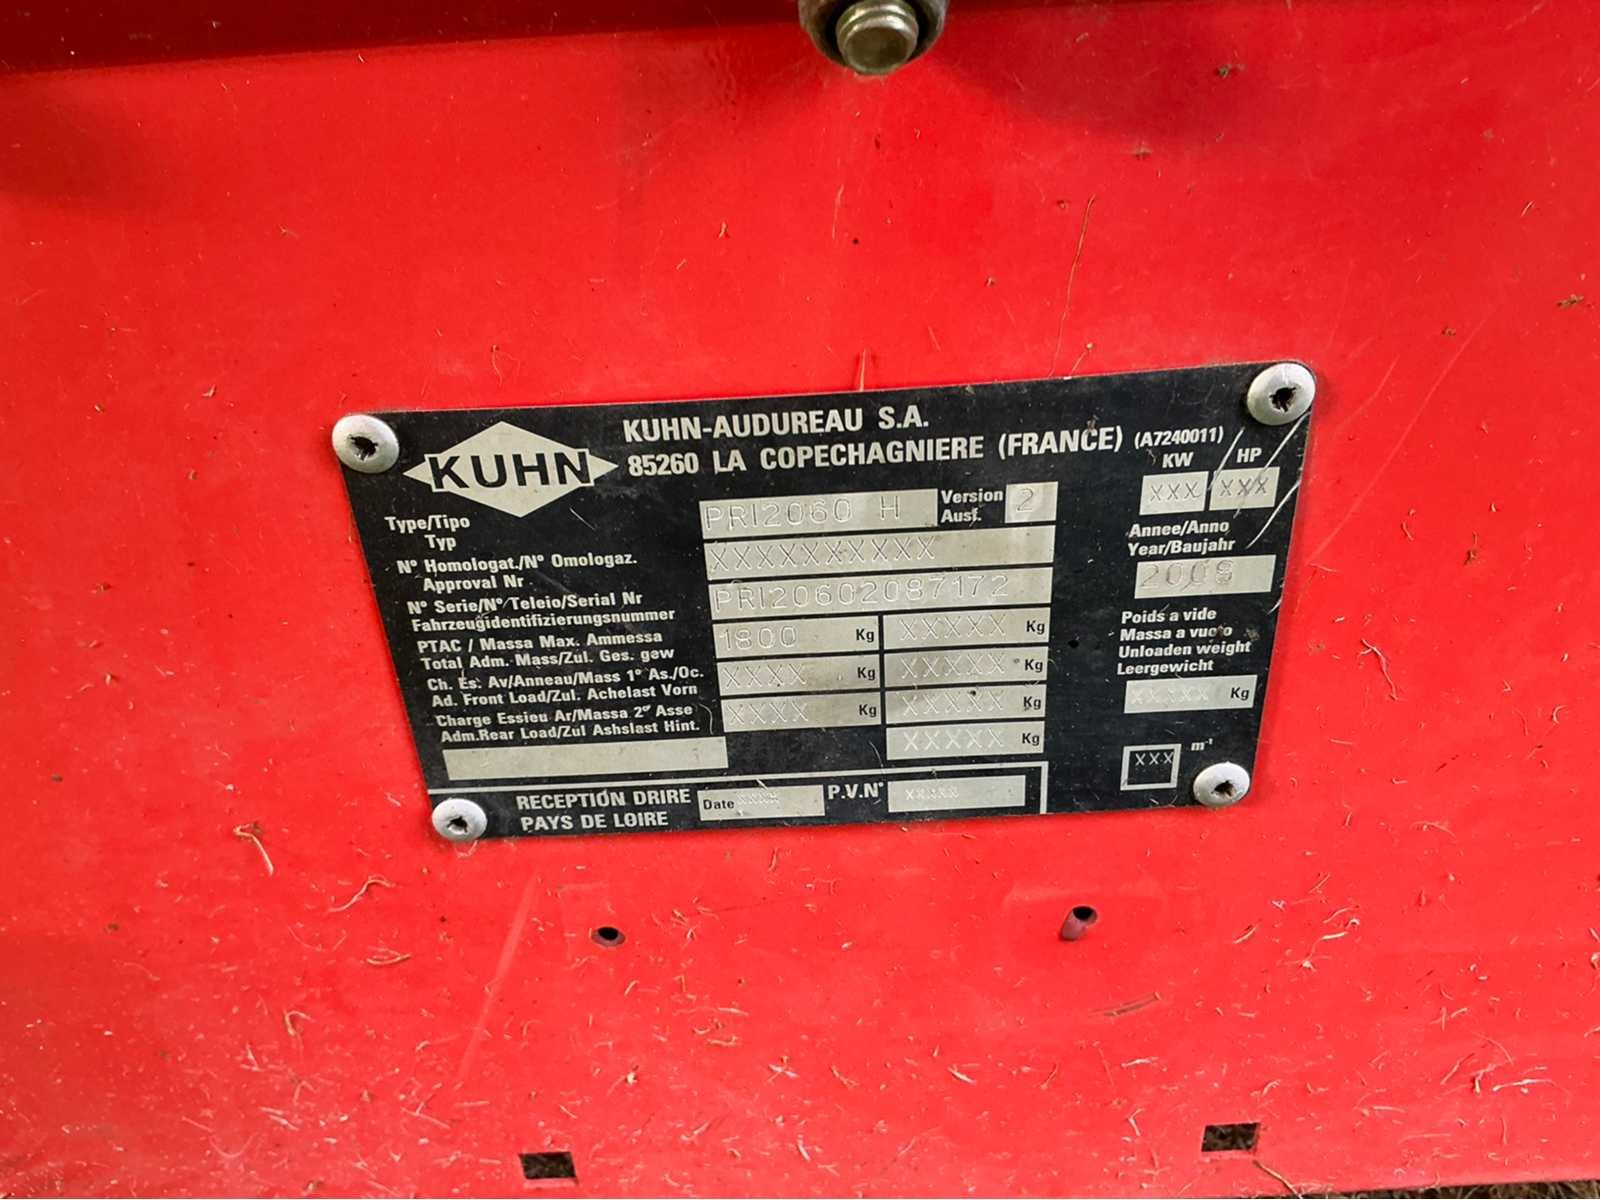 KUHN
KUHN-AUDUREAU S.A.
85260 LA COPECHAGNIERE (FRANCE) (A7240011)
KW HP
XXX XXX
Type/Tipo
Typ
PRI2060 H
Version
Ausf.
2
Annee/Anno
Year/Baujahr
N° Homologat./N° Omologaz.
Approval Nr
XXXXXXXXXX
2008
N° Serie/N° Teleio/Serial Nr
Fahrzeugidentifizierungsnummer
PRI20602087172
Poids a vide
Massa a vuoto
Unloaden weight
Leergewicht
PTAC / Massa Max. Ammessa
Total Adm. Mass/Zul. Ges. gew
1800 Kg XXXXX Kg
Ch. Es. Av/Anneau/Mass 1° As./Oc.
Ad. Front Load/Zul. Achelast Vorn
XXXX Kg XXXXX Kg
XXXXX Kg
Charge Essieu Ar/Massa 2° Asse
Adm.Rear Load/Zul Ashslast Hint.
XXXX Kg XXXXX Kg
XXXXX Kg
XXX m-1
RECEPTION DRIRE
PAYS DE LOIRE
Date XXXX
P.V.N° XXXXX